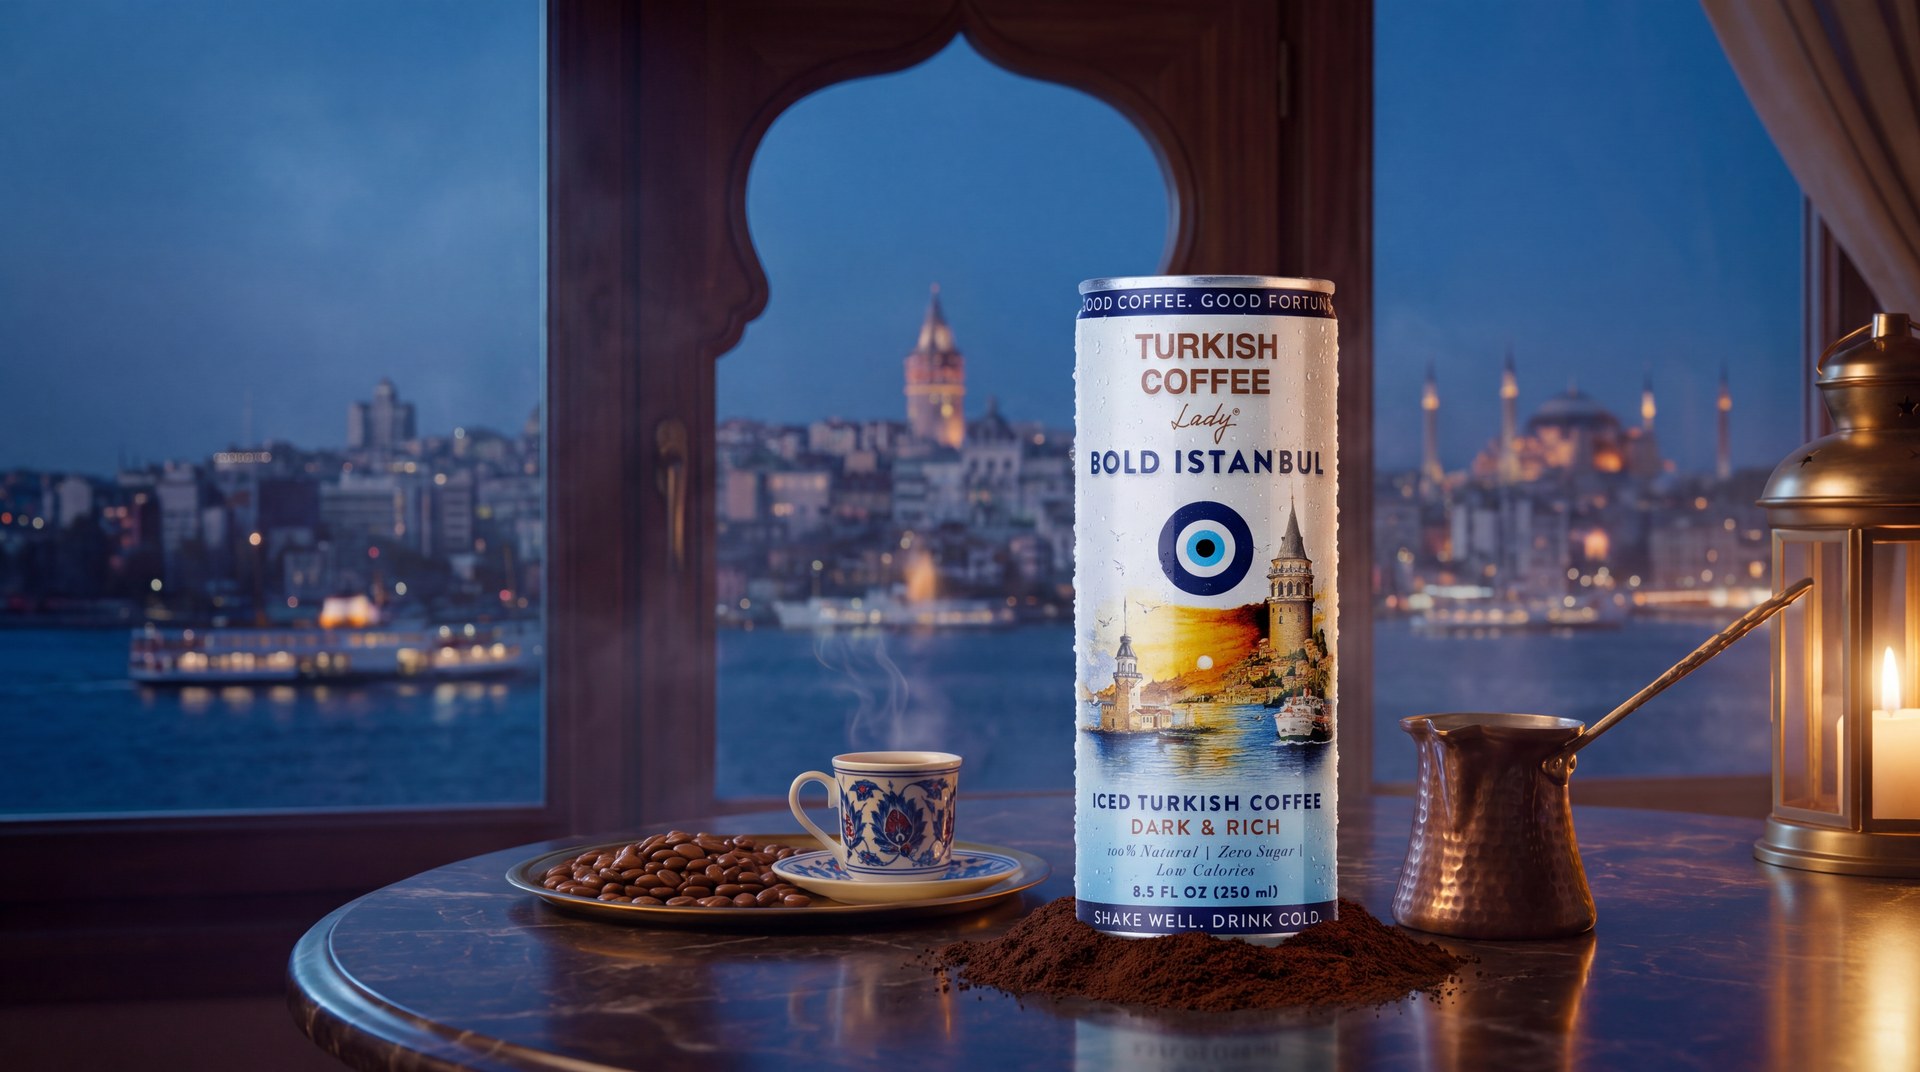 GOOD COFFEE. GOOD FORTUN
TURKISH
COFFEE
Lady®
BOLD ISTANBUL
ICED TURKISH COFFEE
DARK & RICH
100% Natural | Zero Sugar |
Low Calories
8.5 FL OZ (250 ml)
SHAKE WELL. DRINK COLD.